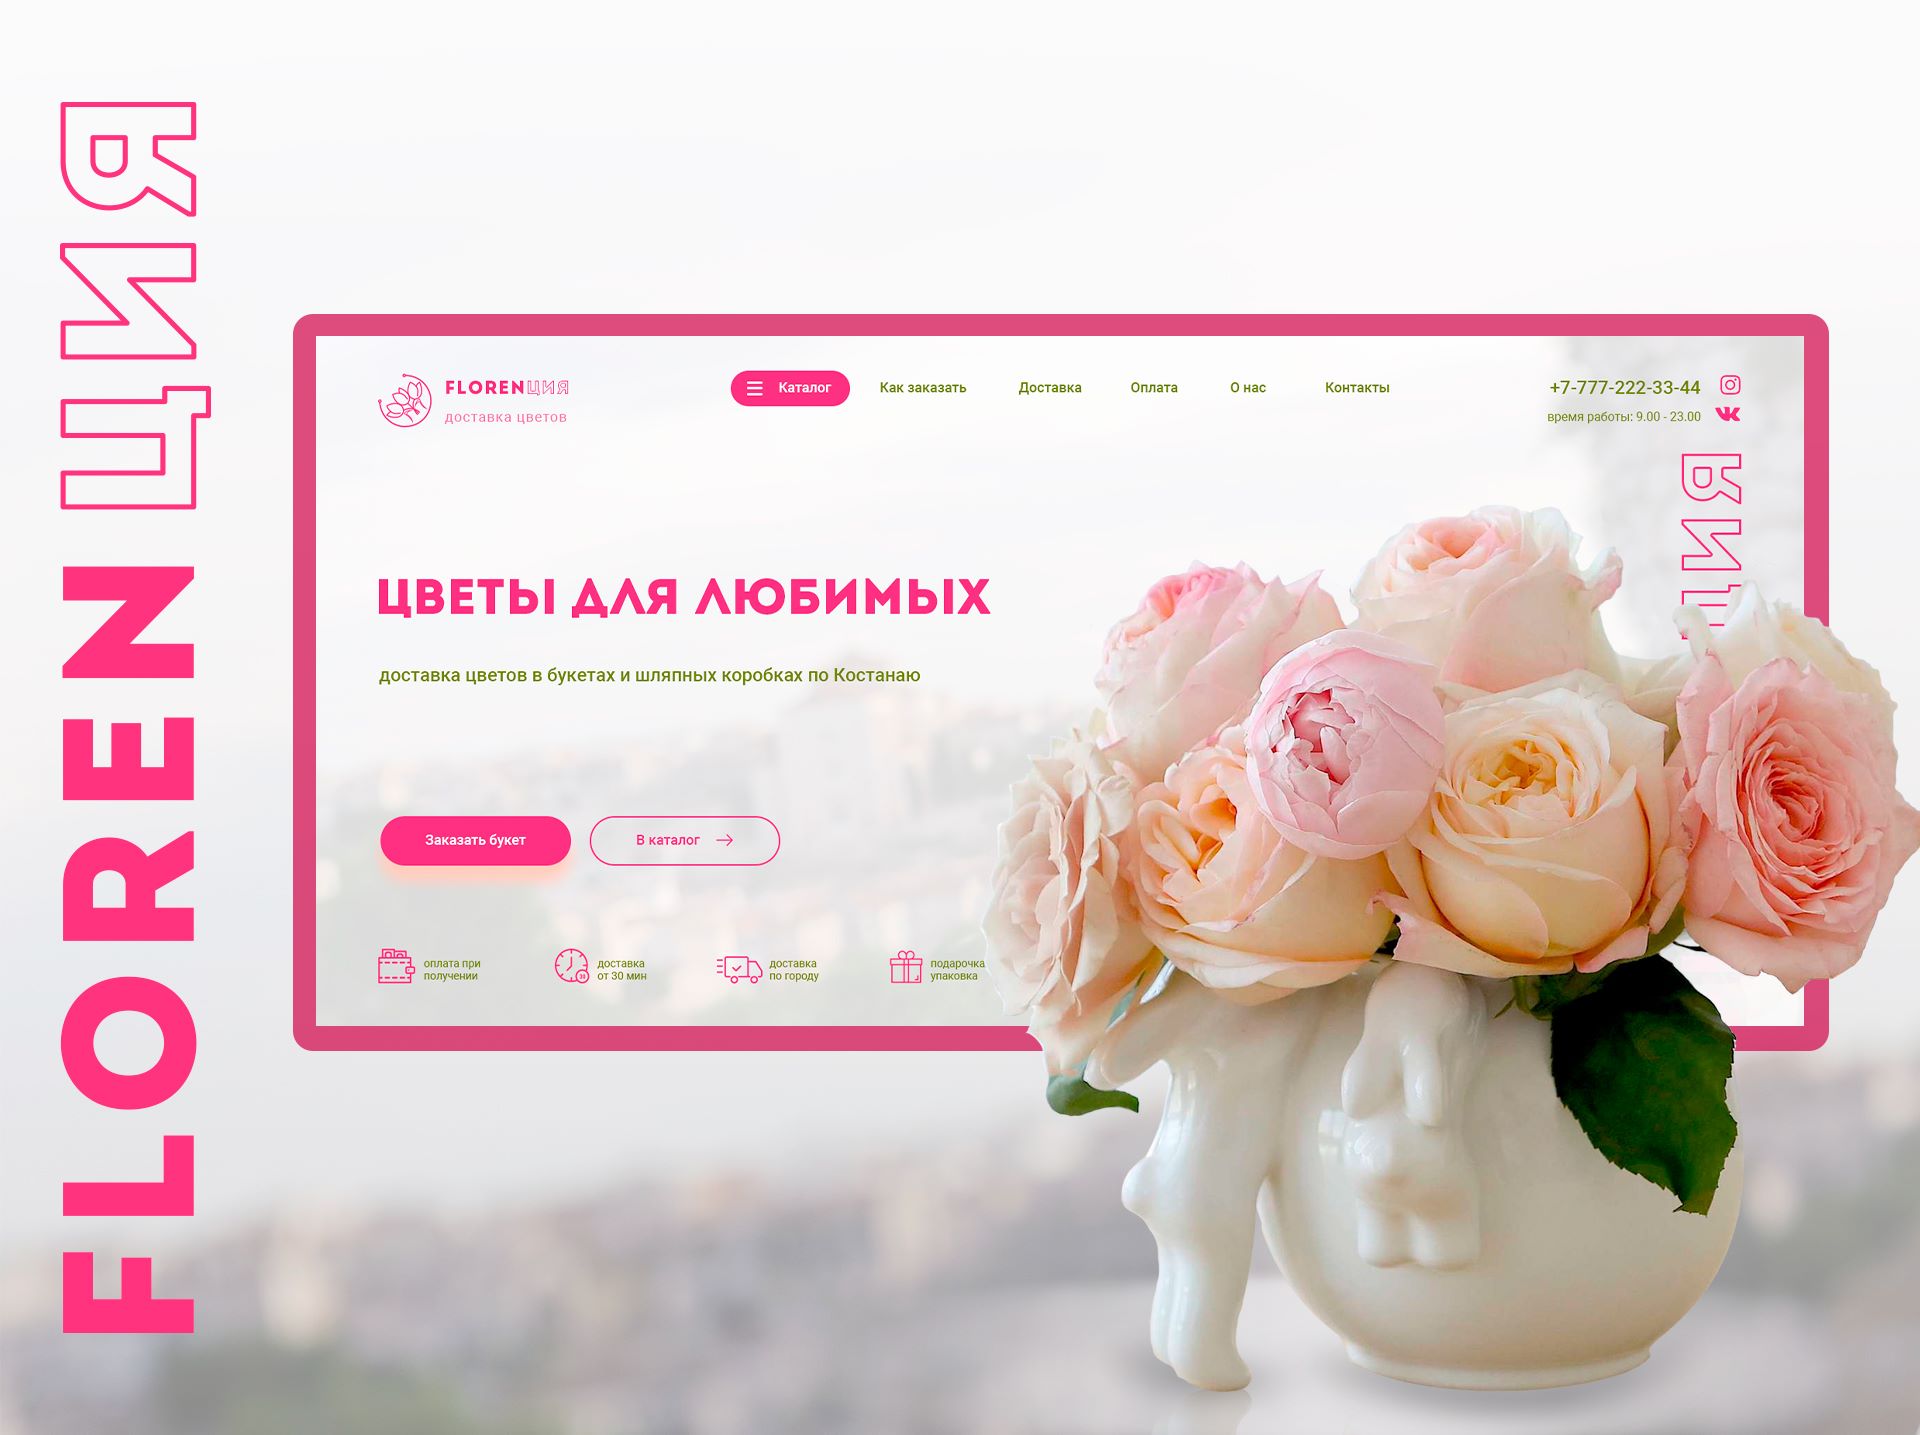 FLORENЦИЯ
FLORENЦИЯ
доставка цветов
Каталог
Как заказать
Доставка
Оплата
О нас
Контакты
+7-777-222-33-44
время работы: 9.00 - 23.00
ЦИЯ
ЦВЕТЫ ДЛЯ ЛЮБИМЫХ
доставка цветов в букетах и шляпных коробках по Костанаю
Заказать букет
В каталог
оплата при
получении
30
доставка
от 30 мин
доставка
по городу
подарочка
упаковка